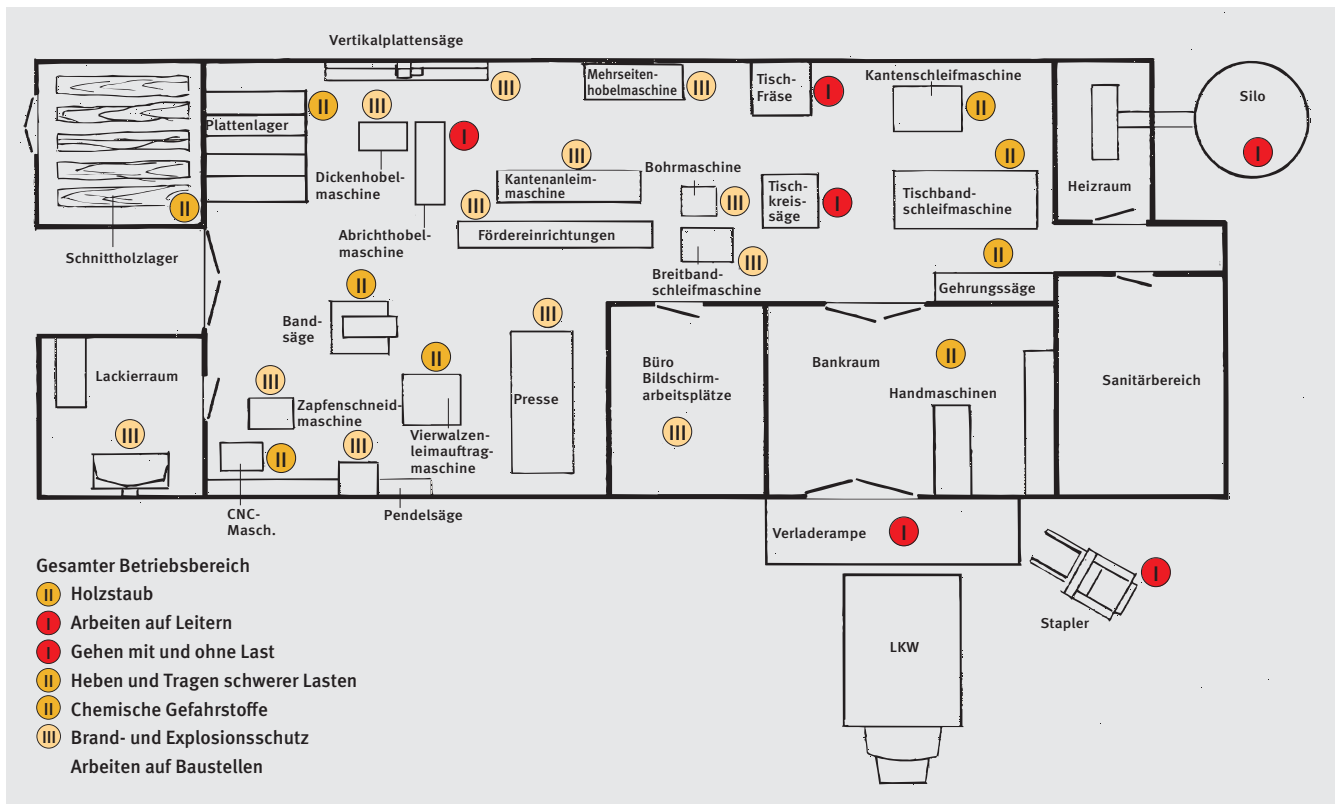 Vertikalplattensäge
III
Mehrseiten-
hobelmaschine
III
Tisch-
Fräse
I
Kantenschleifmaschine
II
Silo
I
II
Plattenlager
III
Dickenhobel-
maschine
I
Abrichthobel-
maschine
III
Kantenanleim-
maschine
Bohrmaschine
III
Tisch-
kreis-
säge
I
II
Tischband-
schleifmaschine
Heizraum
II
Schnittholzlager
III
Fördereinrichtungen
III
Breitband-
schleifmaschine
II
Gehrungssäge
II
Band-
säge
III
Presse
Lackierraum
III
III
Zapfenschneid-
maschine
II
Vierwalzen-
leimauftrag-
maschine
Büro
Bildschirm-
arbeitsplätze
III
Bankraum
II
Handmaschinen
Sanitärbereich
II
CNC-
Masch.
III
Pendelsäge
Verladerampe
I
I
Stapler
LKW
Gesamter Betriebsbereich
II Holzstaub
I Arbeiten auf Leitern
I Gehen mit und ohne Last
II Heben und Tragen schwerer Lasten
II Chemische Gefahrstoffe
III Brand- und Explosionsschutz
Arbeiten auf Baustellen